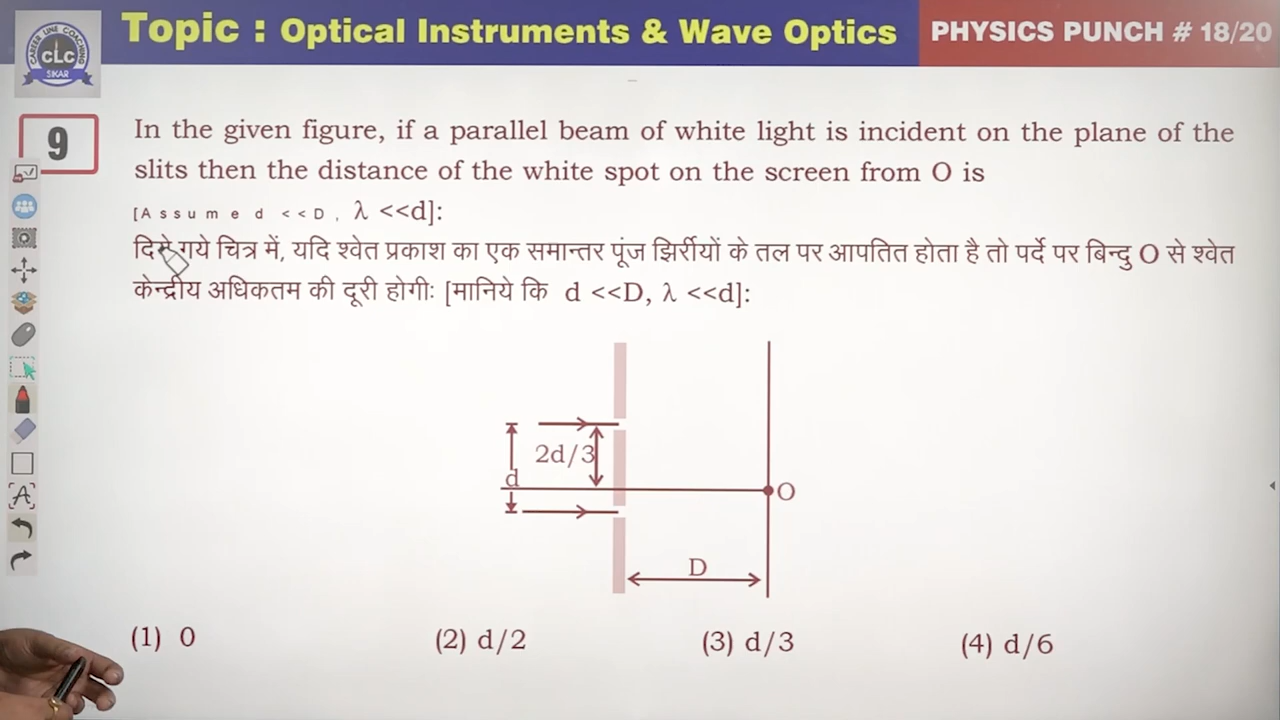 Topic : Optical Instruments & Wave Optics
PHYSICS PUNCH # 18/20
CAREER LINE COACHING
CLC
SIKAR
9
In the given figure, if a parallel beam of white light is incident on the plane of the
slits then the distance of the white spot on the screen from O is
[Assume d <<D, λ <<d]:
दिये गये चित्र में, यदि श्वेत प्रकाश का एक समान्तर पूंज झिर्रीयों के तल पर आपतित होता है तो पर्दे पर बिन्दु O से श्वेत
केन्द्रीय अधिकतम की दूरी होगीः [मानिये कि d <<D, λ <<d]:
2d/3
d
O
D
(1) 0
(2) d/2
(3) d/3
(4) d/6